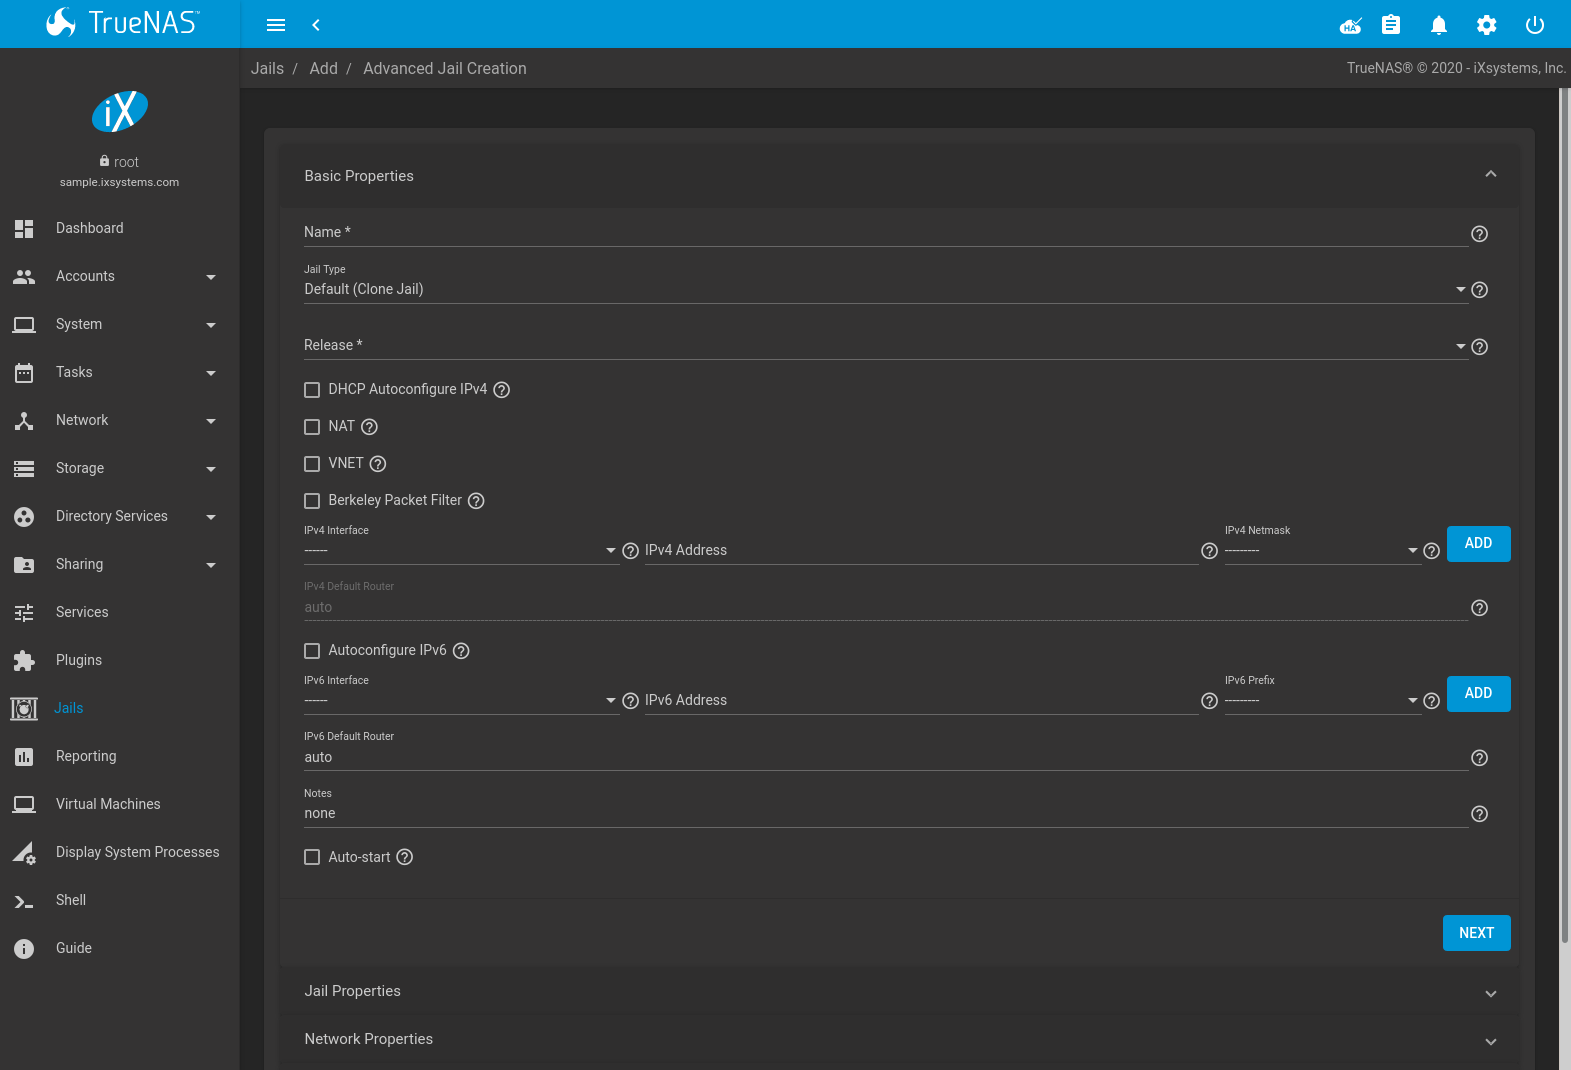 TrueNAS™
HA
Jails / Add / Advanced Jail Creation
TrueNAS® © 2020 - iXsystems, Inc.
iX
root
sample.ixsystems.com
Dashboard
Accounts
System
Tasks
Network
Storage
Directory Services
Sharing
Services
Plugins
Jails
Reporting
Virtual Machines
Display System Processes
Shell
Guide
Basic Properties
Name *
Jail Type
Default (Clone Jail)
Release *
DHCP Autoconfigure IPv4
NAT
VNET
Berkeley Packet Filter
IPv4 Interface
------
IPv4 Address
IPv4 Netmask
---------
ADD
IPv4 Default Router
auto
Autoconfigure IPv6
IPv6 Interface
------
IPv6 Address
IPv6 Prefix
---------
ADD
IPv6 Default Router
auto
Notes
none
Auto-start
NEXT
Jail Properties
Network Properties